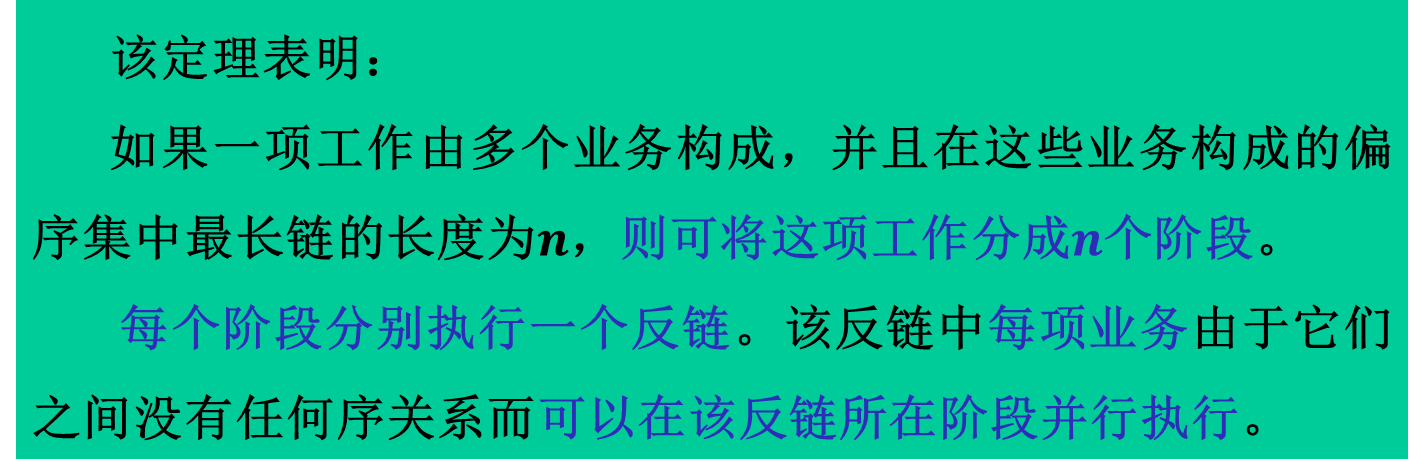 该定理表明：
如果一项工作由多个业务构成，并且在这些业务构成的偏
序集中最长链的长度为n，则可将这项工作分成n个阶段。
每个阶段分别执行一个反链。该反链中每项业务由于它们
之间没有任何序关系而可以在该反链所在阶段并行执行。